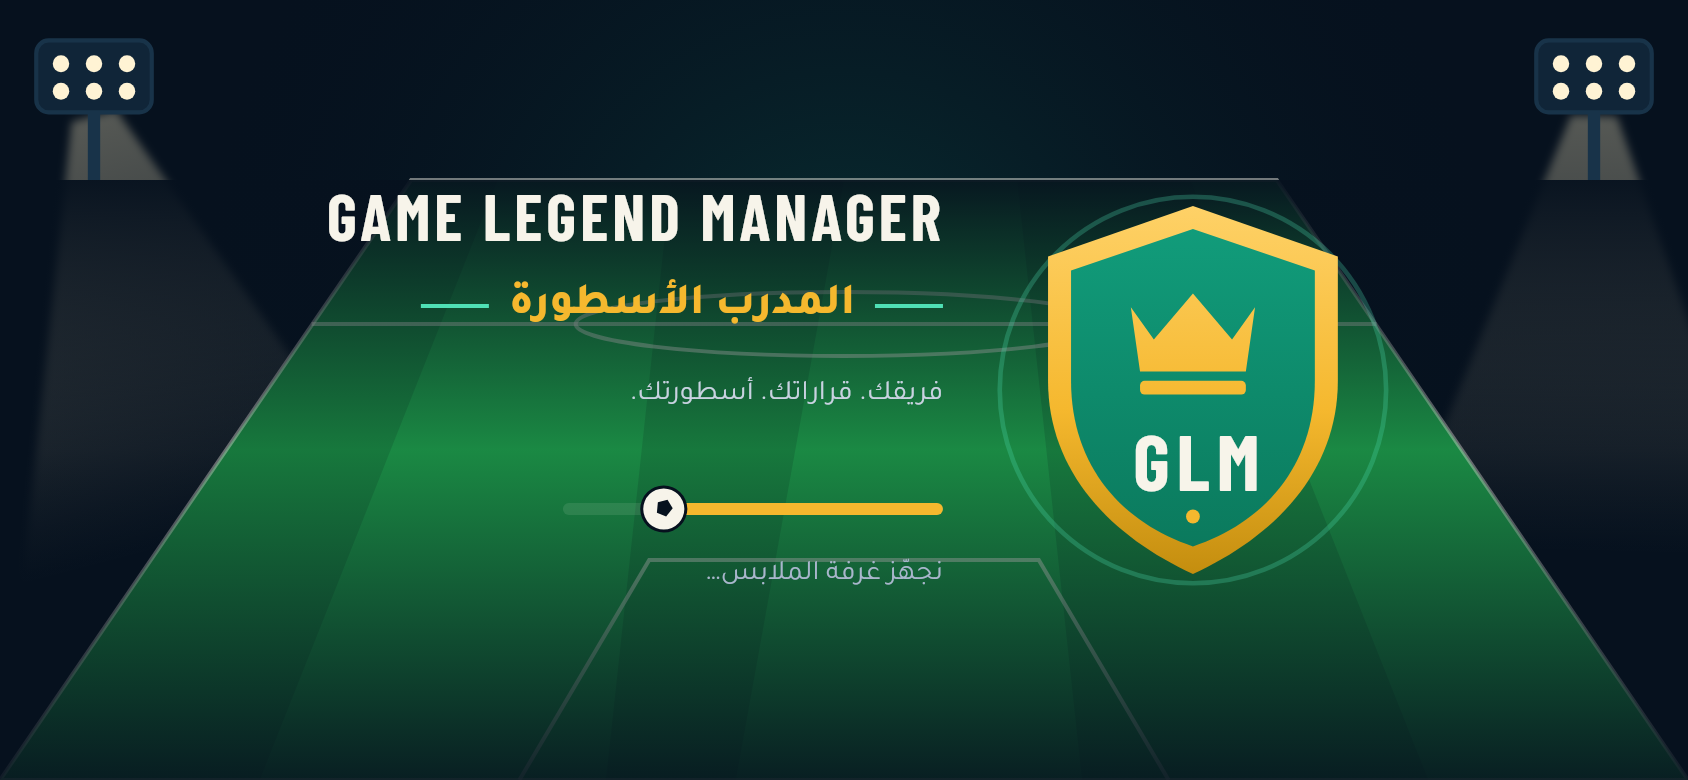 GAME LEGEND MANAGER
المدرب الأسطورة
فريقك. قراراتك. أسطورتك.
نجهّز غرفة الملابس...
GLM